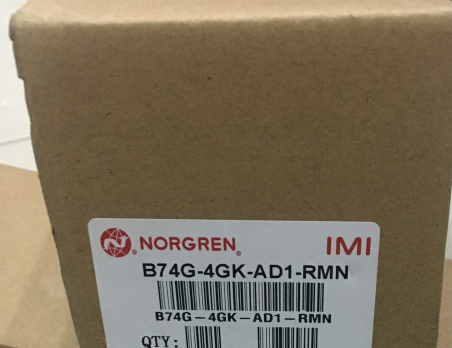 NORGREN. IMI
B74G-4GK-AD1-RMN
B74G-4GK-AD1-RMN
QTY: